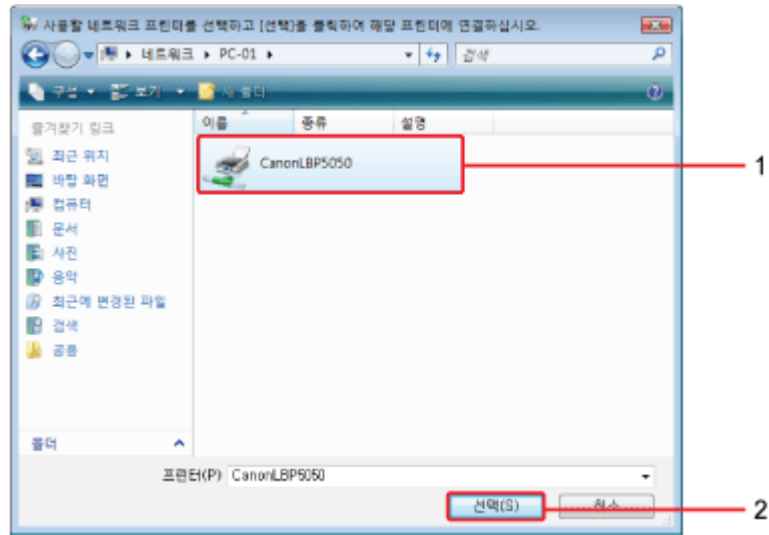 사용할 네트워크 프린터를 선택하고 [선택]을 클릭하여 해당 프린터에 연결하십시오.
네트워크 ▸ PC-01 ▸
검색
구성 보기 새 폴더
즐겨찾기 링크
이름 종류 설명
최근 위치
CanonLBP5050
1
바탕 화면
컴퓨터
문서
사진
음악
최근에 변경된 파일
검색
공용
폴더
프린터(P) CanonLBP5050
선택(S) 취소
2